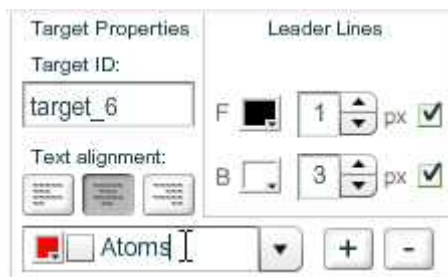 Target Properties
Leader Lines
Target ID:
target_6
F 1 px
Text alignment:
B 3 px
Atoms
+ -